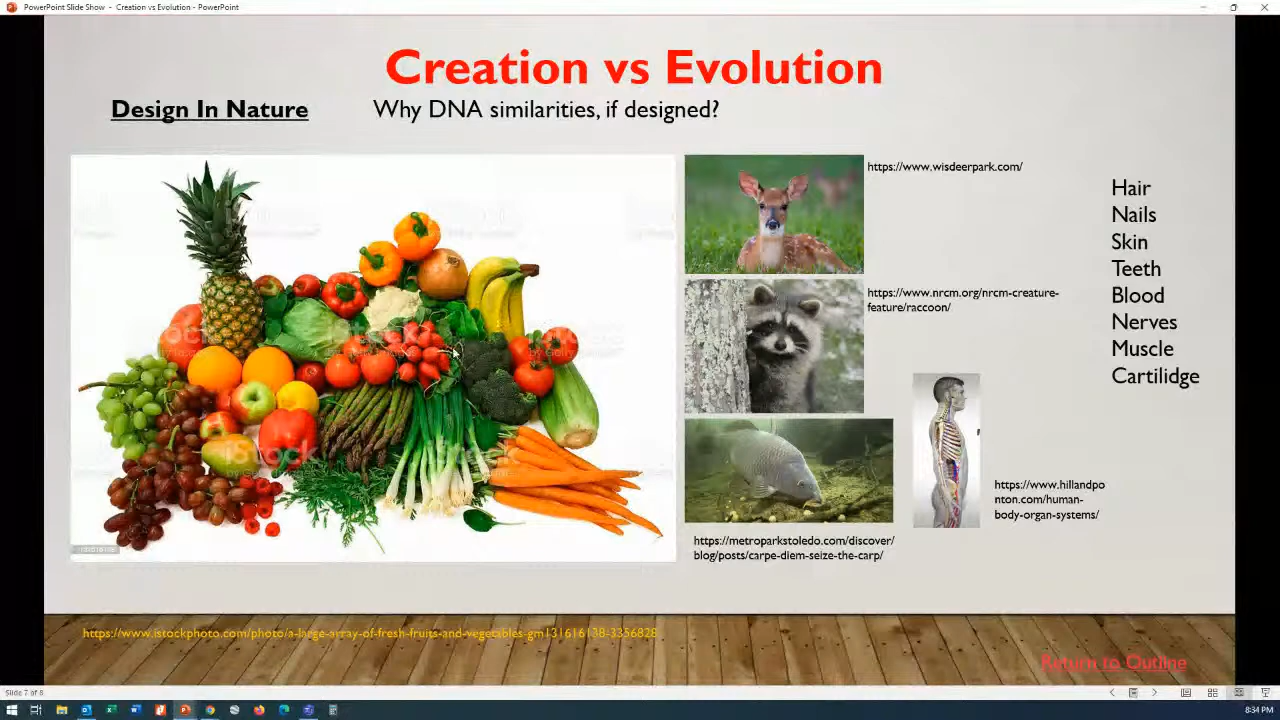 PowerPoint Slide Show - Creation vs Evolution - PowerPoint
Creation vs Evolution
Design In Nature
Why DNA similarities, if designed?
https://www.wisdeerpark.com/
https://www.nrcm.org/nrcm-creature-
feature/raccoon/
Hair
Nails
Skin
Teeth
Blood
Nerves
Muscle
Cartilidge
iStock
iStock
iStock
iStock
https://www.hillandpo
nton.com/human-
body-organ-systems/
https://metroparkstoledo.com/discover/
blog/posts/carpe-diem-seize-the-carp/
https://www.istockphoto.com/photo/a-large-array-of-fresh-fruits-and-vegetables-gm131616138-3356828
Return to Outline
Slide 7 of 8
8:34 PM